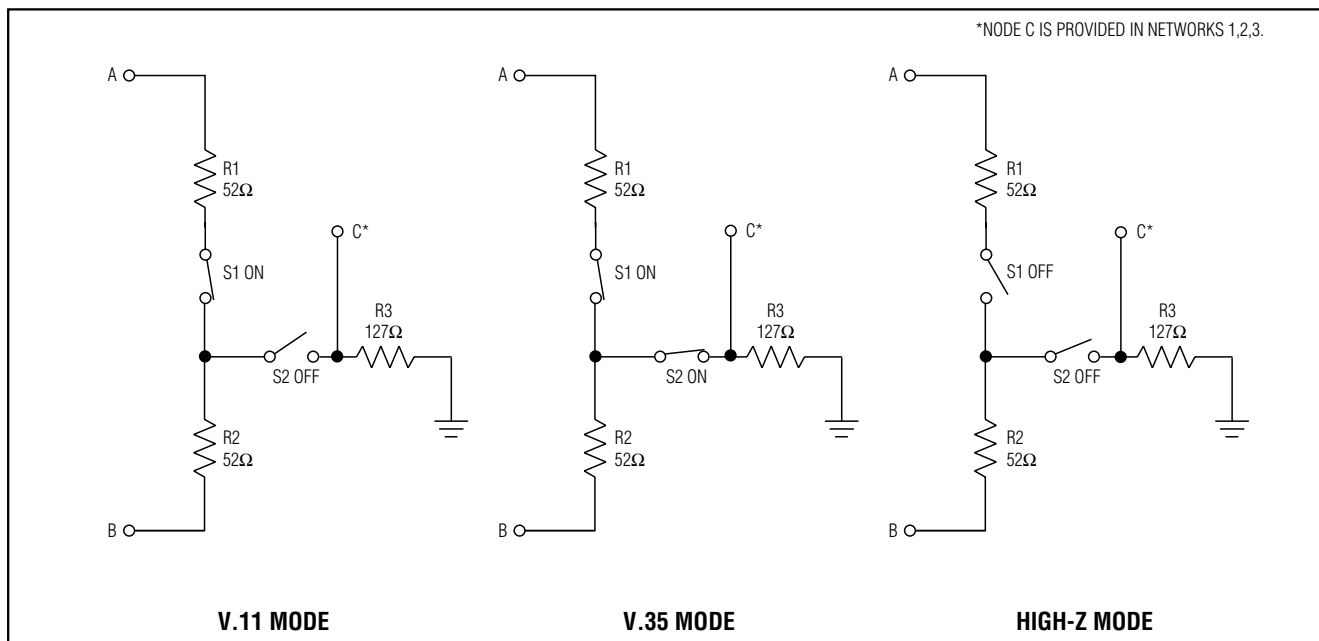 *NODE C IS PROVIDED IN NETWORKS 1,2,3.
A
R1
52Ω
C*
S1 ON
R3
127Ω
S2 OFF
R2
52Ω
B
V.11 MODE
A
R1
52Ω
C*
S1 ON
R3
127Ω
S2 ON
R2
52Ω
B
V.35 MODE
A
R1
52Ω
C*
S1 OFF
R3
127Ω
S2 OFF
R2
52Ω
B
HIGH-Z MODE